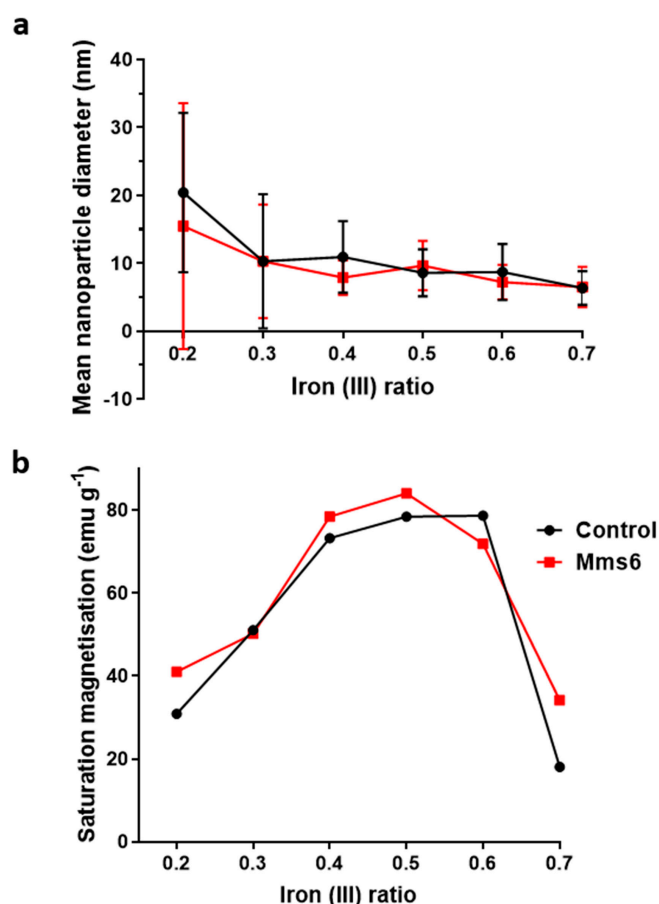 a
Mean nanoparticle diameter (nm)
40
30
20
10
0
-10
0.2 0.3 0.4 0.5 0.6 0.7
Iron (III) ratio
b
Saturation magnetisation (emu g⁻¹)
80
60
40
20
0
0.2 0.3 0.4 0.5 0.6 0.7
Iron (III) ratio
Control
Mms6